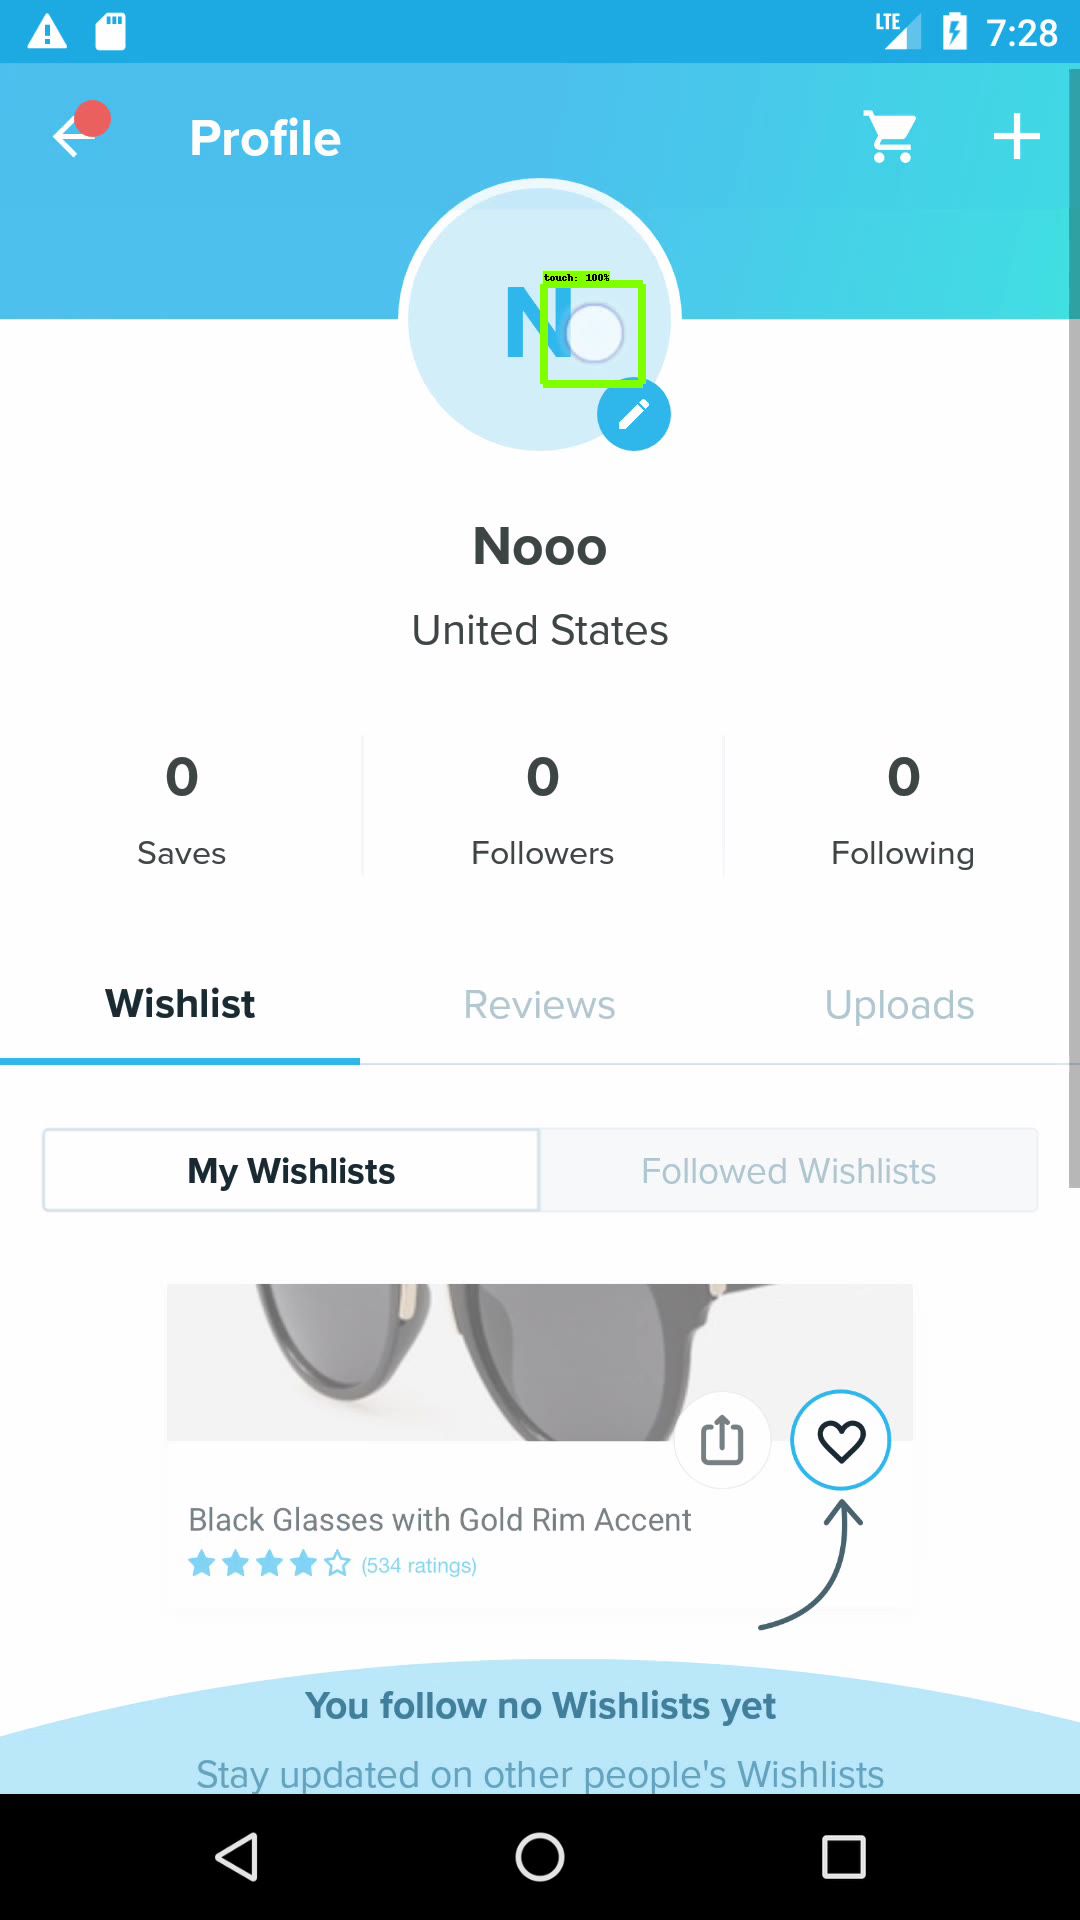 LTE 7:28
Profile
touch: 100%
N
Nooo
United States
0 0 0
Saves Followers Following
Wishlist Reviews Uploads
My Wishlists Followed Wishlists
Black Glasses with Gold Rim Accent
(534 ratings)
You follow no Wishlists yet
Stay updated on other people's Wishlists